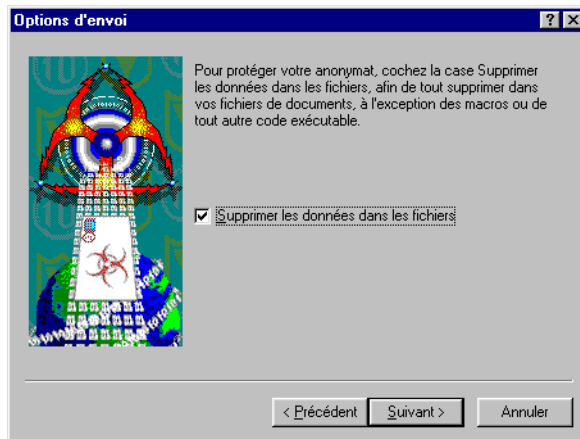 Options d'envoi
Pour protéger votre anonymat, cochez la case Supprimer
les données dans les fichiers, afin de tout supprimer dans
vos fichiers de documents, à l'exception des macros ou de
tout autre code exécutable.
Supprimer les données dans les fichiers
< Précédent
Suivant >
Annuler